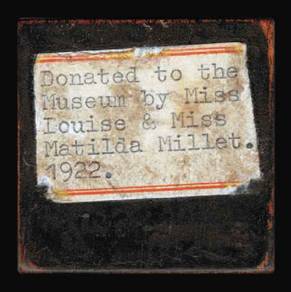 Donated to the
Museum by Miss
Louise & Miss
Matilda Millet.
1922.